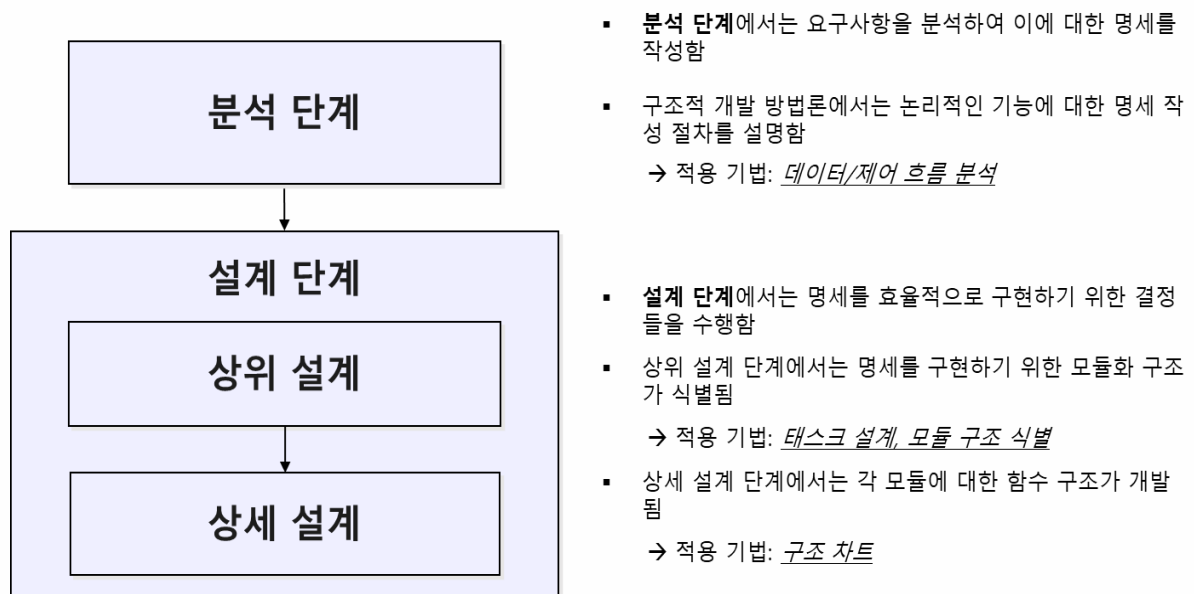 분석 단계
설계 단계
상위 설계
상세 설계
▪ 분석 단계에서는 요구사항을 분석하여 이에 대한 명세를
작성함
▪ 구조적 개발 방법론에서는 논리적인 기능에 대한 명세 작
성 절차를 설명함
→ 적용 기법: 데이터/제어 흐름 분석
▪ 설계 단계에서는 명세를 효율적으로 구현하기 위한 결정
들을 수행함
▪ 상위 설계 단계에서는 명세를 구현하기 위한 모듈화 구조
가 식별됨
→ 적용 기법: 태스크 설계, 모듈 구조 식별
▪ 상세 설계 단계에서는 각 모듈에 대한 함수 구조가 개발
됨
→ 적용 기법: 구조 차트